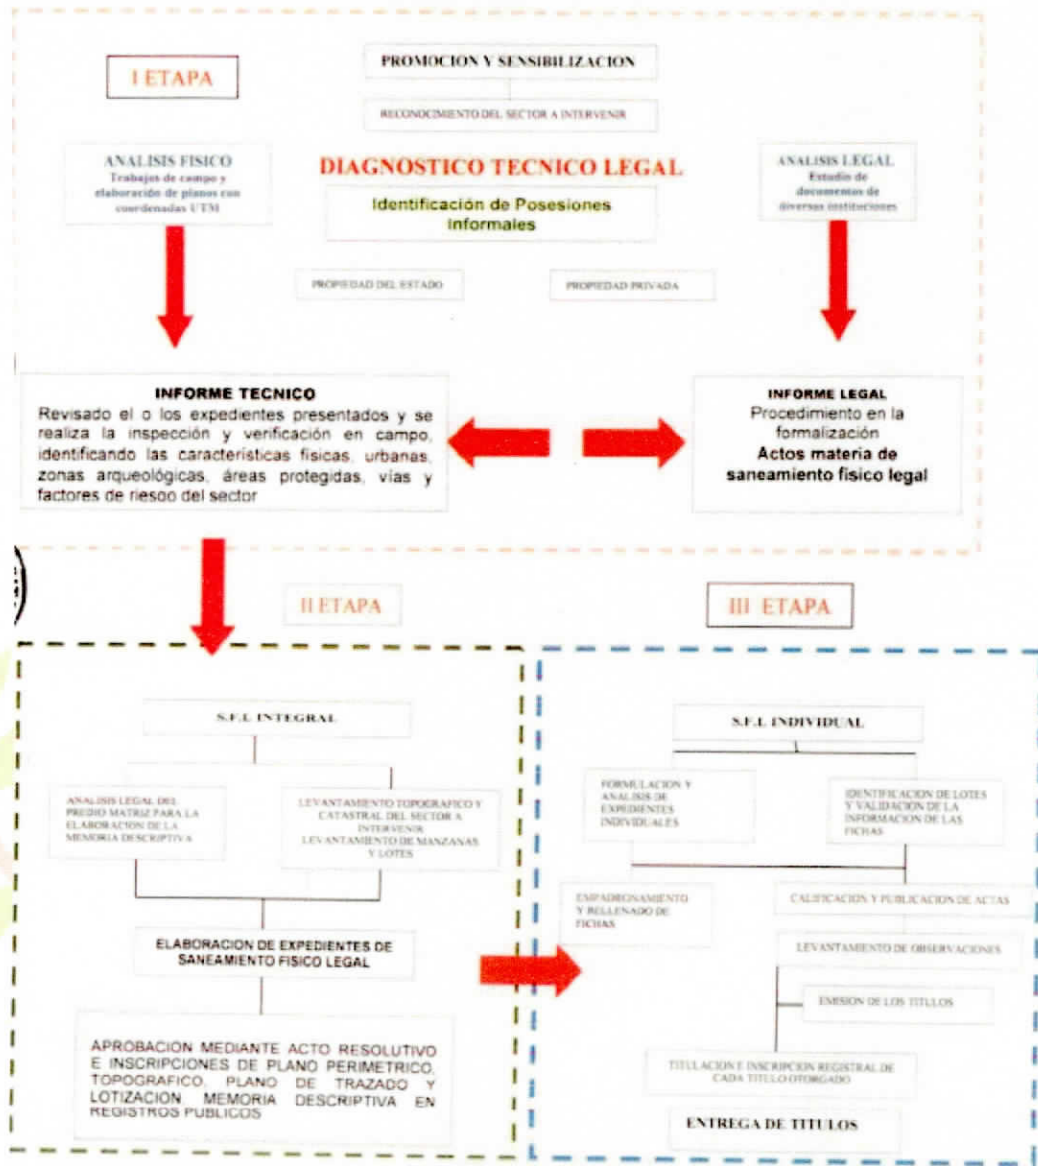 I ETAPA
PROMOCION Y SENSIBILIZACION
RECONOCIMIENTO DEL SECTOR A INTERVENIR
ANALISIS FISICO
Trabajos de campo y
elaboración de planos con
coordenadas UTM
DIAGNOSTICO TECNICO LEGAL
Identificación de Posesiones
Informales
ANALISIS LEGAL
Estudio de
documentos de
diversas instituciones
PROPIEDAD DEL ESTADO
PROPIEDAD PRIVADA
INFORME TECNICO
Revisado el o los expedientes presentados y se
realiza la inspección y verificación en campo,
identificando las características físicas, urbanas,
zonas arqueológicas, áreas protegidas, vías y
factores de riesgo del sector
INFORME LEGAL
Procedimiento en la
formalización
Actos materia de
saneamiento físico legal
II ETAPA
S.F.L INTEGRAL
ANALISIS LEGAL DEL
PREDIO MATRIZ PARA LA
ELABORACION DE LA
MEMORIA DESCRIPTIVA
LEVANTAMIENTO TOPOGRAFICO Y
CATASTRAL DEL SECTOR A
INTERVENIR
LEVANTAMIENTO DE MANZANAS
Y LOTES
ELABORACION DE EXPEDIENTES DE
SANEAMIENTO FISICO LEGAL
APROBACION MEDIANTE ACTO RESOLUTIVO
E INSCRIPCIONES DE PLANO PERIMETRICO,
TOPOGRAFICO, PLANO DE TRAZADO Y
LOTIZACION, MEMORIA DESCRIPTIVA EN
REGISTROS PUBLICOS
III ETAPA
S.F.L INDIVIDUAL
FORMULACION Y
ANALISIS DE
EXPEDIENTES
INDIVIDUALES
IDENTIFICACION DE LOTES
Y VALIDACION DE LA
INFORMACION DE LAS
FICHAS
EMPADRONAMIENTO
Y RELLENADO DE
FICHAS
CALIFICACION Y PUBLICACION DE ACTAS
LEVANTAMIENTO DE OBSERVACIONES
EMISION DE LOS TITULOS
TITULACION E INSCRIPCION REGISTRAL DE
CADA TITULO OTORGADO
ENTREGA DE TITULOS